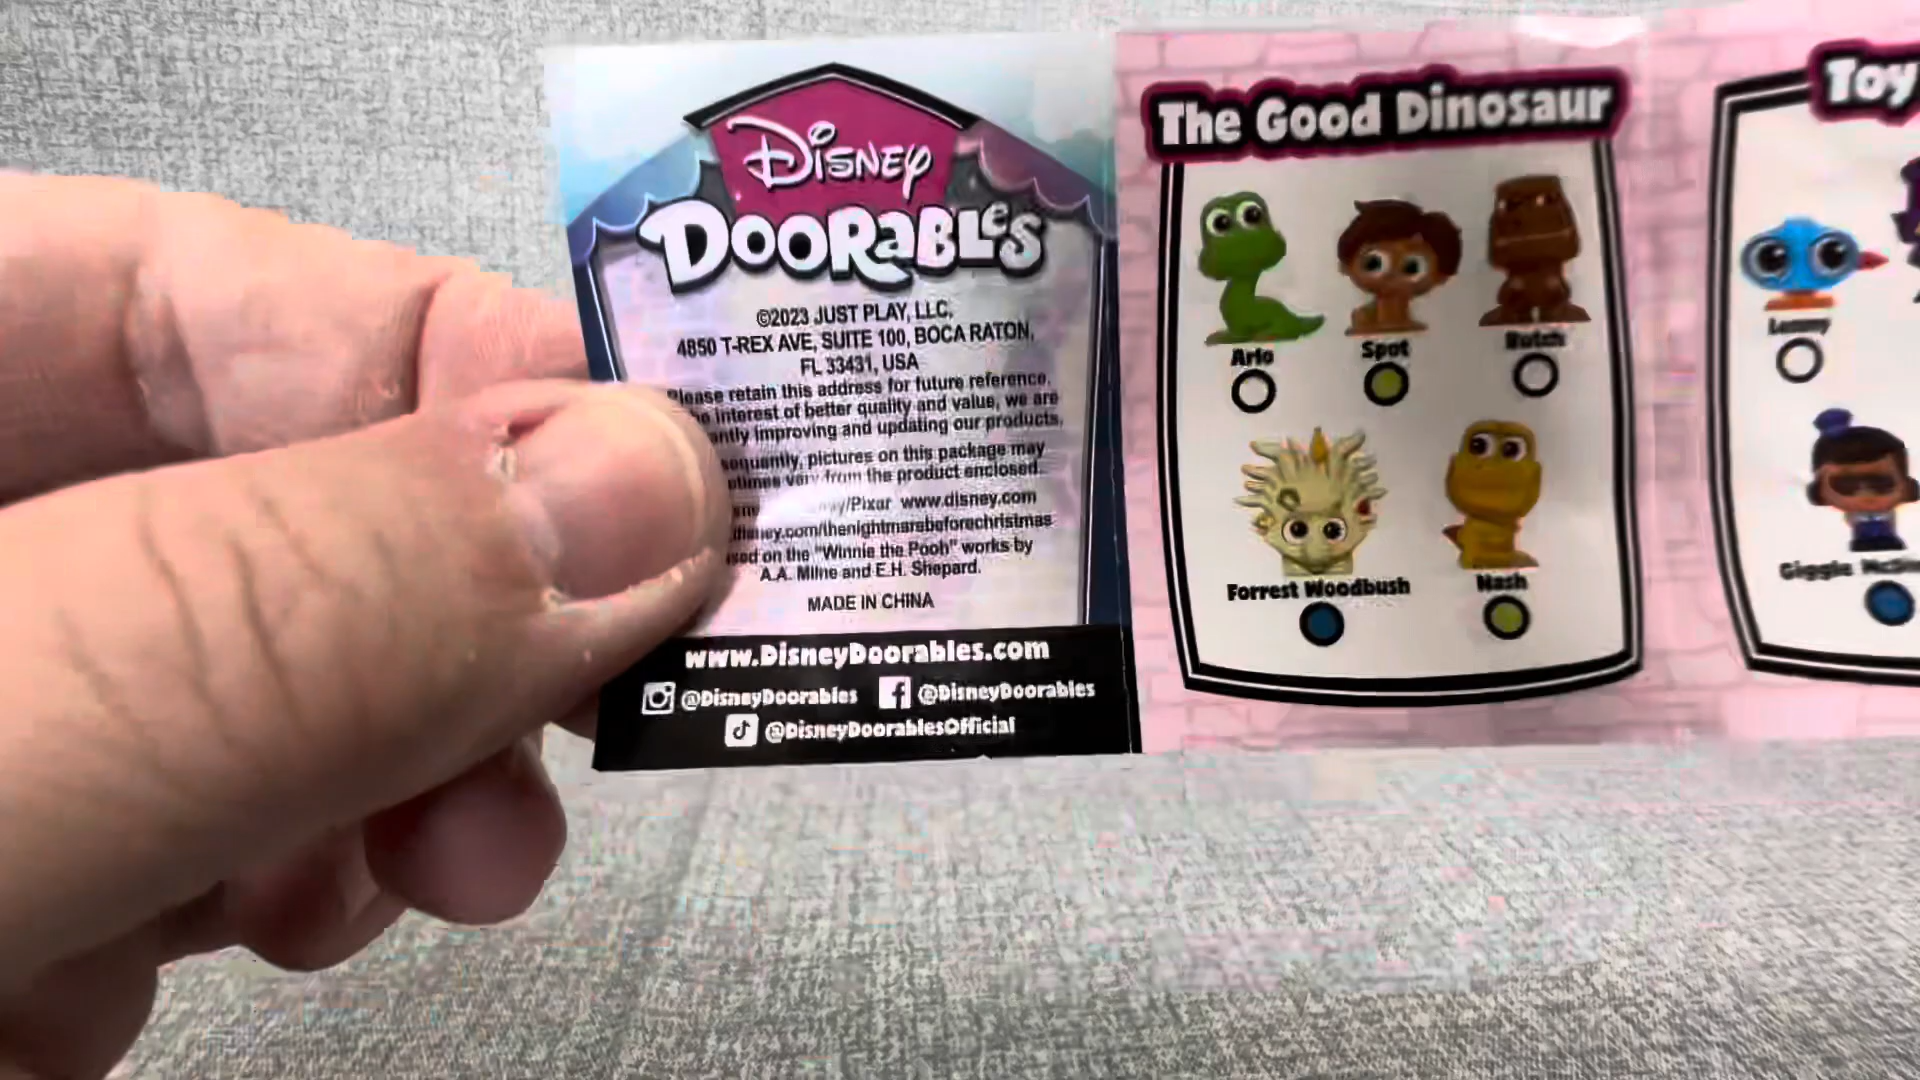 Disney
DOORaBLes
©2023 JUST PLAY, LLC.
4850 T-REX AVE, SUITE 100, BOCA RATON,
FL 33431, USA
Please retain this address for future reference.
interest of better quality and value, we are
improving and updating our products.
pictures on this package may
vary from the product enclosed.
www.disney.com
on the "Winnie the Pooh" works by
A.A. Milne and E.H. Shepard.
MADE IN CHINA
www.DisneyDoorables.com
@DisneyDoorables @DisneyDoorables
@DisneyDoorablesOfficial
The Good Dinosaur
Arlo Spot Butch
Forrest Woodbush Nash
Toy
Lenny
Giggle